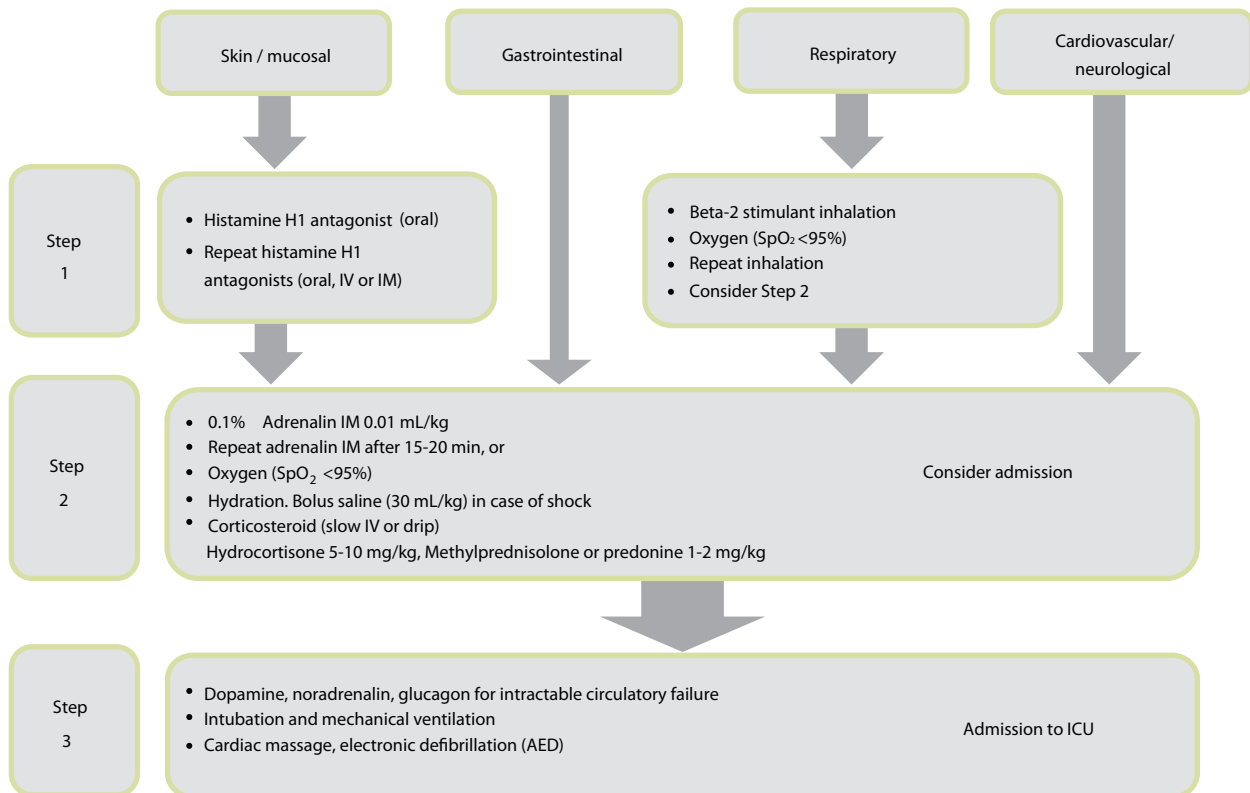 Skin / mucosal
Gastrointestinal
Respiratory
Cardiovascular/
neurological
Step
1
• Histamine H1 antagonist (oral)
• Repeat histamine H1
antagonists (oral, IV or IM)
• Beta-2 stimulant inhalation
• Oxygen (SpO₂ <95%)
• Repeat inhalation
• Consider Step 2
Step
2
• 0.1% Adrenalin IM 0.01 mL/kg
• Repeat adrenalin IM after 15-20 min, or
• Oxygen (SpO₂ <95%)
• Hydration. Bolus saline (30 mL/kg) in case of shock
• Corticosteroid (slow IV or drip)
Hydrocortisone 5-10 mg/kg, Methylprednisolone or predonine 1-2 mg/kg
Consider admission
Step
3
• Dopamine, noradrenalin, glucagon for intractable circulatory failure
• Intubation and mechanical ventilation
• Cardiac massage, electronic defibrillation (AED)
Admission to ICU